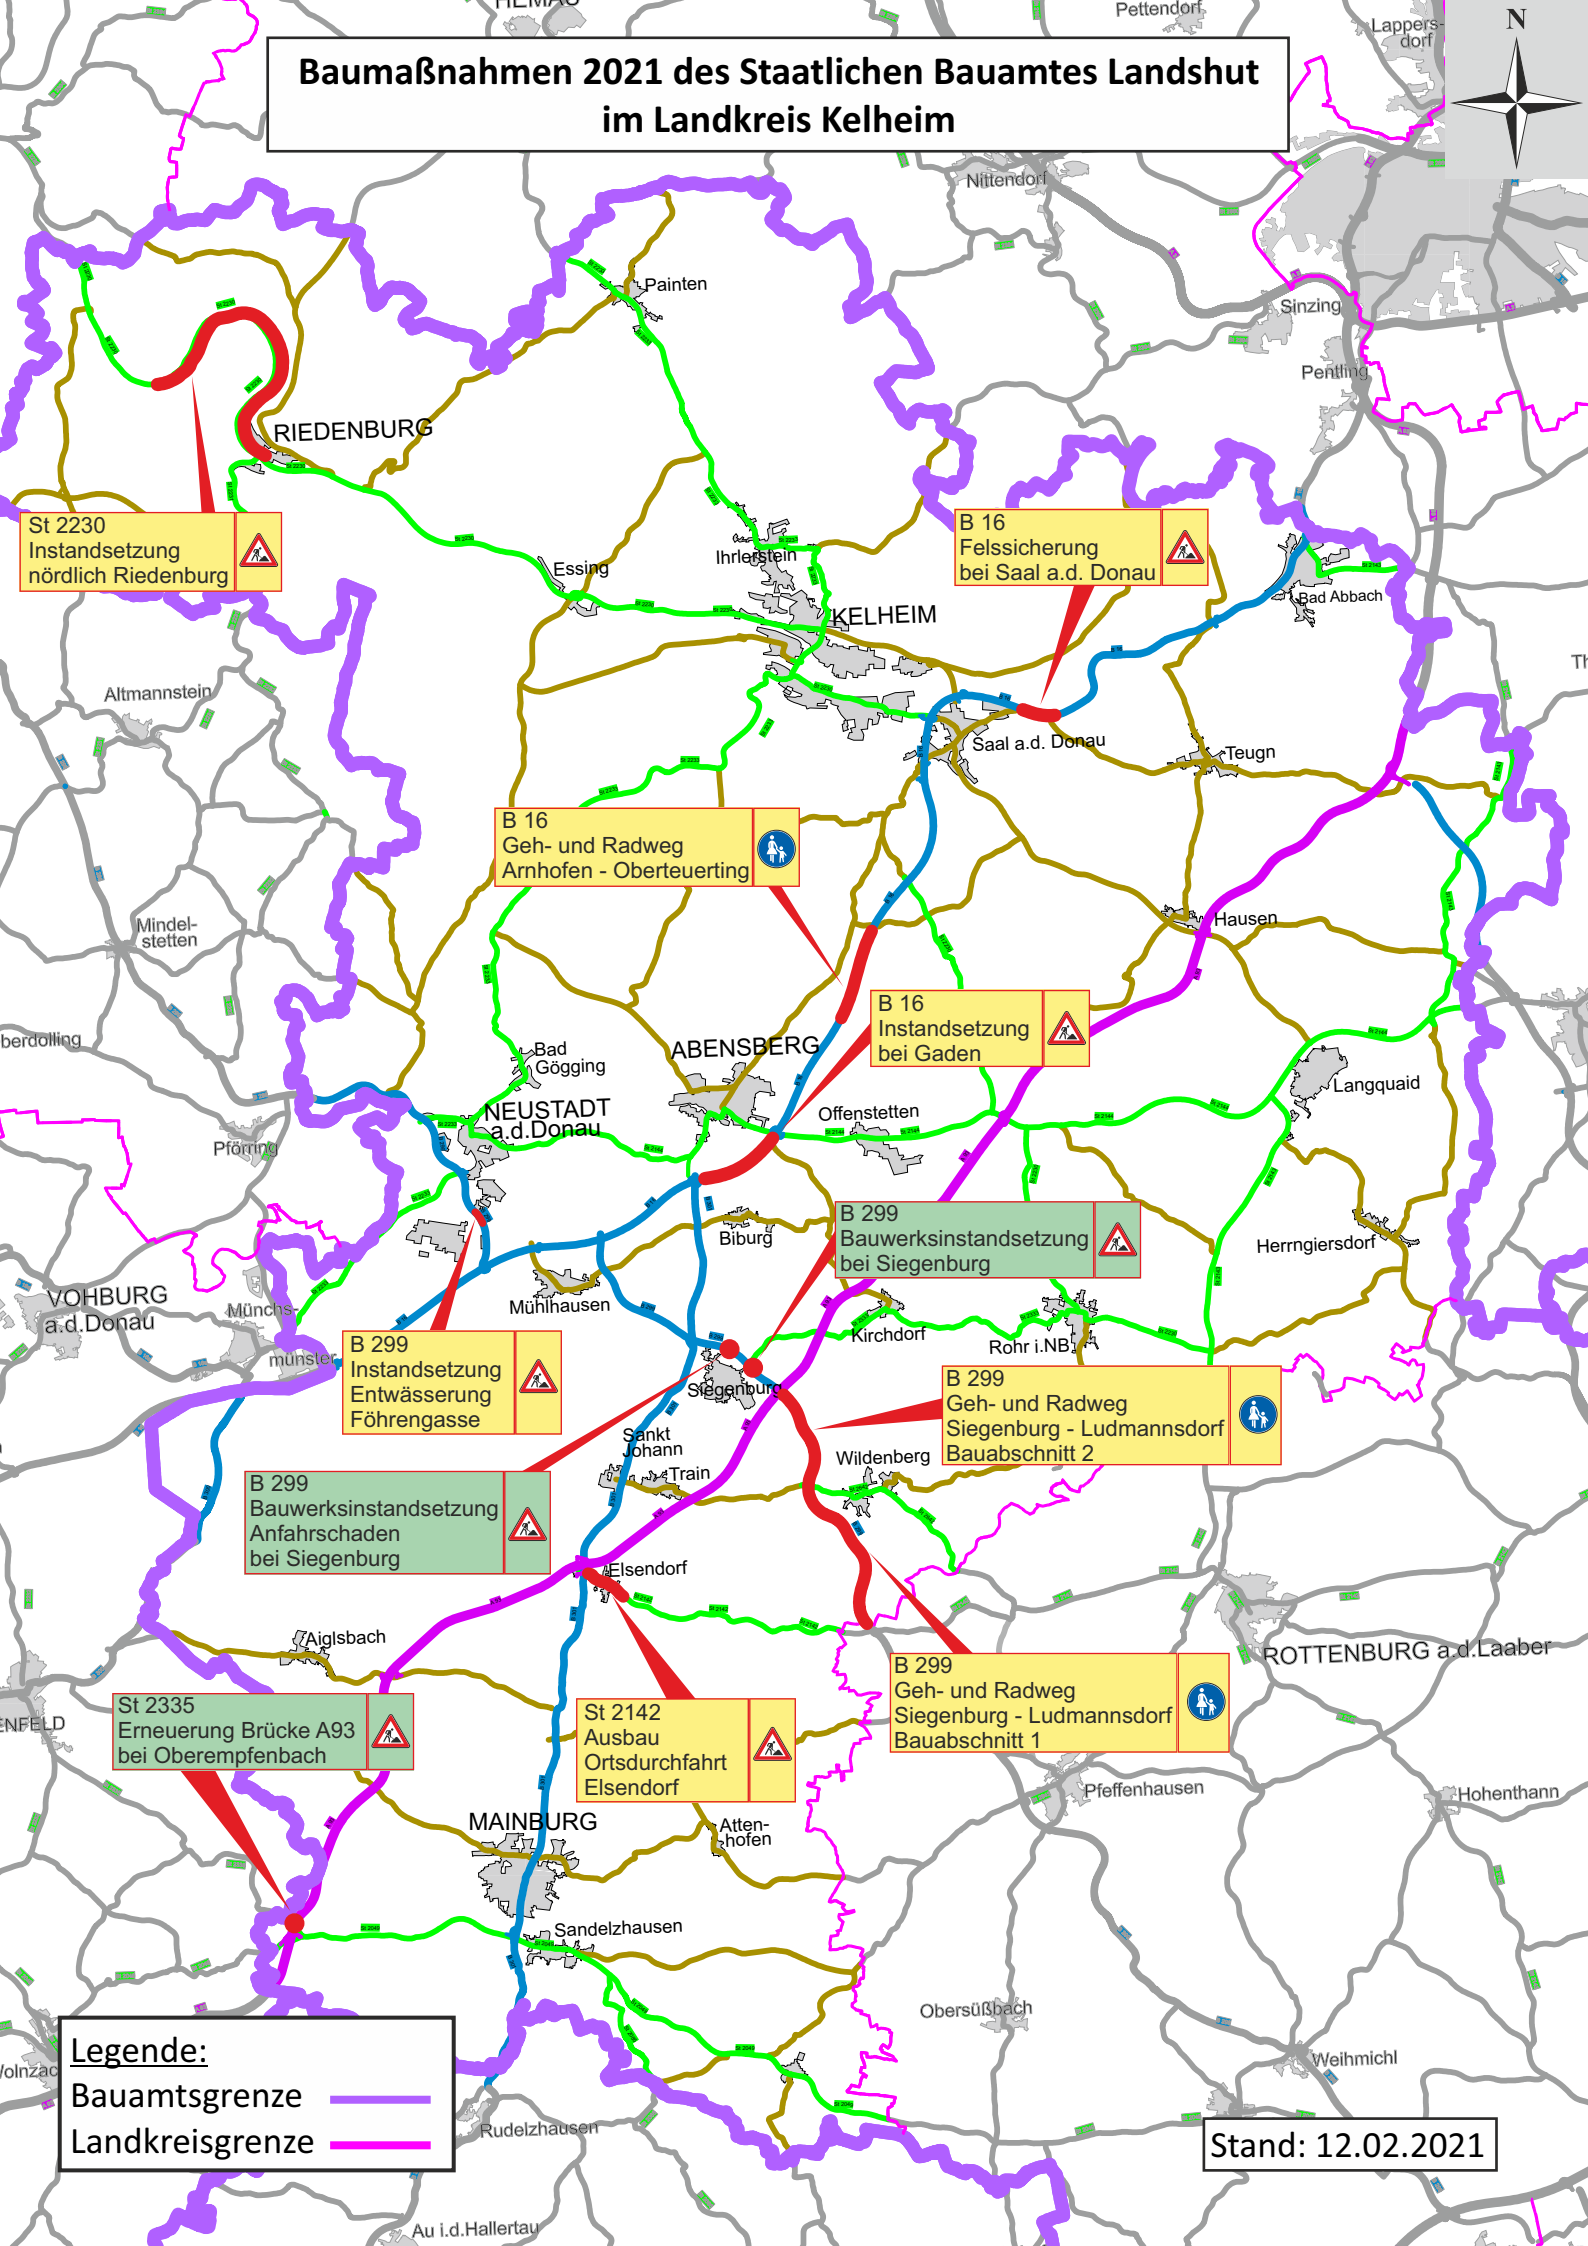 HEMAU
Pettendorf
Lappers-
dorf
N
Baumaßnahmen 2021 des Staatlichen Bauamtes Landshut
im Landkreis Kelheim
Nittendorf
Sinzing
Pentling
Painten
RIEDENBURG
St 2230
Instandsetzung
nördlich Riedenburg
B 16
Felssicherung
bei Saal a.d. Donau
Ihrlerstein
Essing
KELHEIM
Bad Abbach
Altmannstein
Saal a.d. Donau
Teugn
B 16
Geh- und Radweg
Arnhofen - Oberteuerting
Mindel-
stetten
Hausen
B 16
Instandsetzung
bei Gaden
berdolling
Bad
Gögging
ABENSBERG
Langquaid
NEUSTADT
a.d.Donau
Offenstetten
Pförring
B 299
Bauwerksinstandsetzung
bei Siegenburg
Biburg
Herrngiersdorf
VOHBURG
a.d.Donau
Münchs-
münster
Mühlhausen
Kirchdorf
Rohr i.NB
B 299
Instandsetzung
Entwässerung
Föhrengasse
Siegenburg
B 299
Geh- und Radweg
Siegenburg - Ludmannsdorf
Bauabschnitt 2
Sankt
Johann
Train
Wildenberg
B 299
Bauwerksinstandsetzung
Anfahrschaden
bei Siegenburg
Elsendorf
Aiglsbach
ROTTENBURG a.d.Laaber
B 299
Geh- und Radweg
Siegenburg - Ludmannsdorf
Bauabschnitt 1
St 2335
Erneuerung Brücke A93
bei Oberempfenbach
ENFELD
St 2142
Ausbau
Ortsdurchfahrt
Elsendorf
Pfeffenhausen
Hohenthann
MAINBURG
Atten-
hofen
Sandelzhausen
Obersüßbach
Weihmichl
Legende:
Bauamtsgrenze
Landkreisgrenze
Rudelzhausen
Stand: 12.02.2021
Au i.d.Hallertau